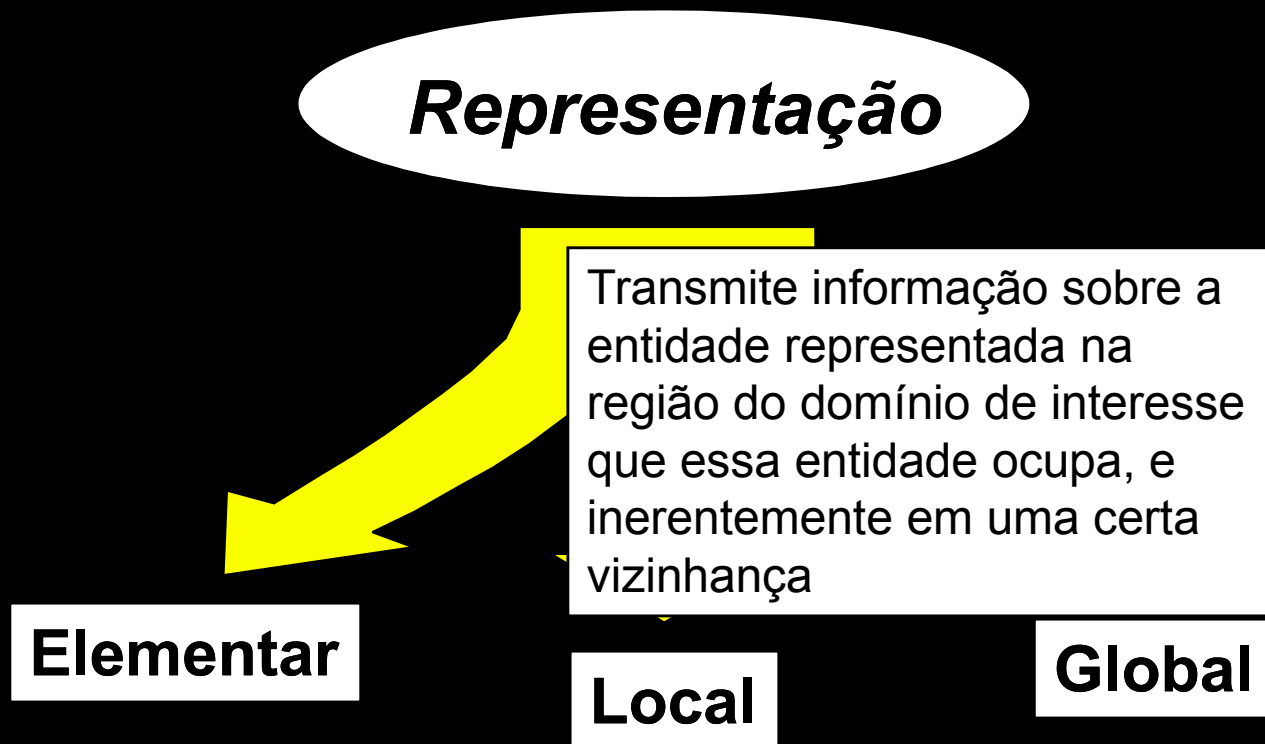 Representação
Transmite informação sobre a
entidade representada na
região do domínio de interesse
que essa entidade ocupa, e
inerentemente em uma certa
vizinhança
Elementar
Local
Global